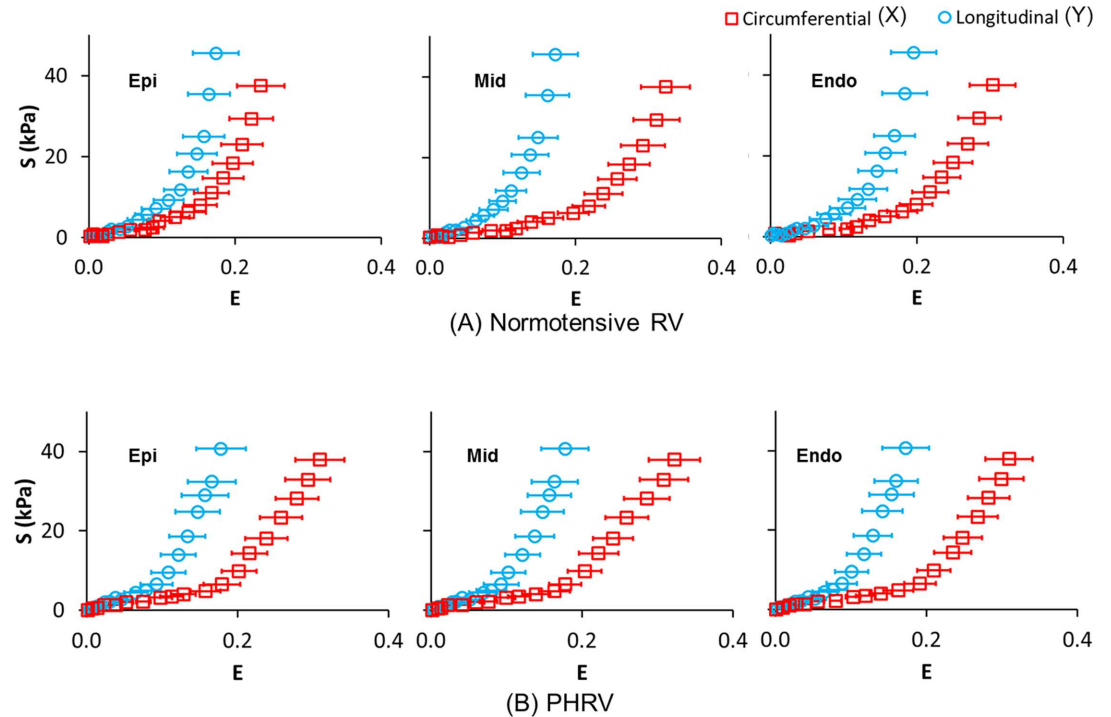 Circumferential (X) Longitudinal (Y)
Epi Mid Endo
S (kPa)
40
20
0
0.0 0.2 0.4 0.0 0.2 0.4 0.0 0.2 0.4
E E E
(A) Normotensive RV
Epi Mid Endo
S (kPa)
40
20
0
0.0 0.2 0.4 0.0 0.2 0.4 0.0 0.2 0.4
E E E
(B) PHRV